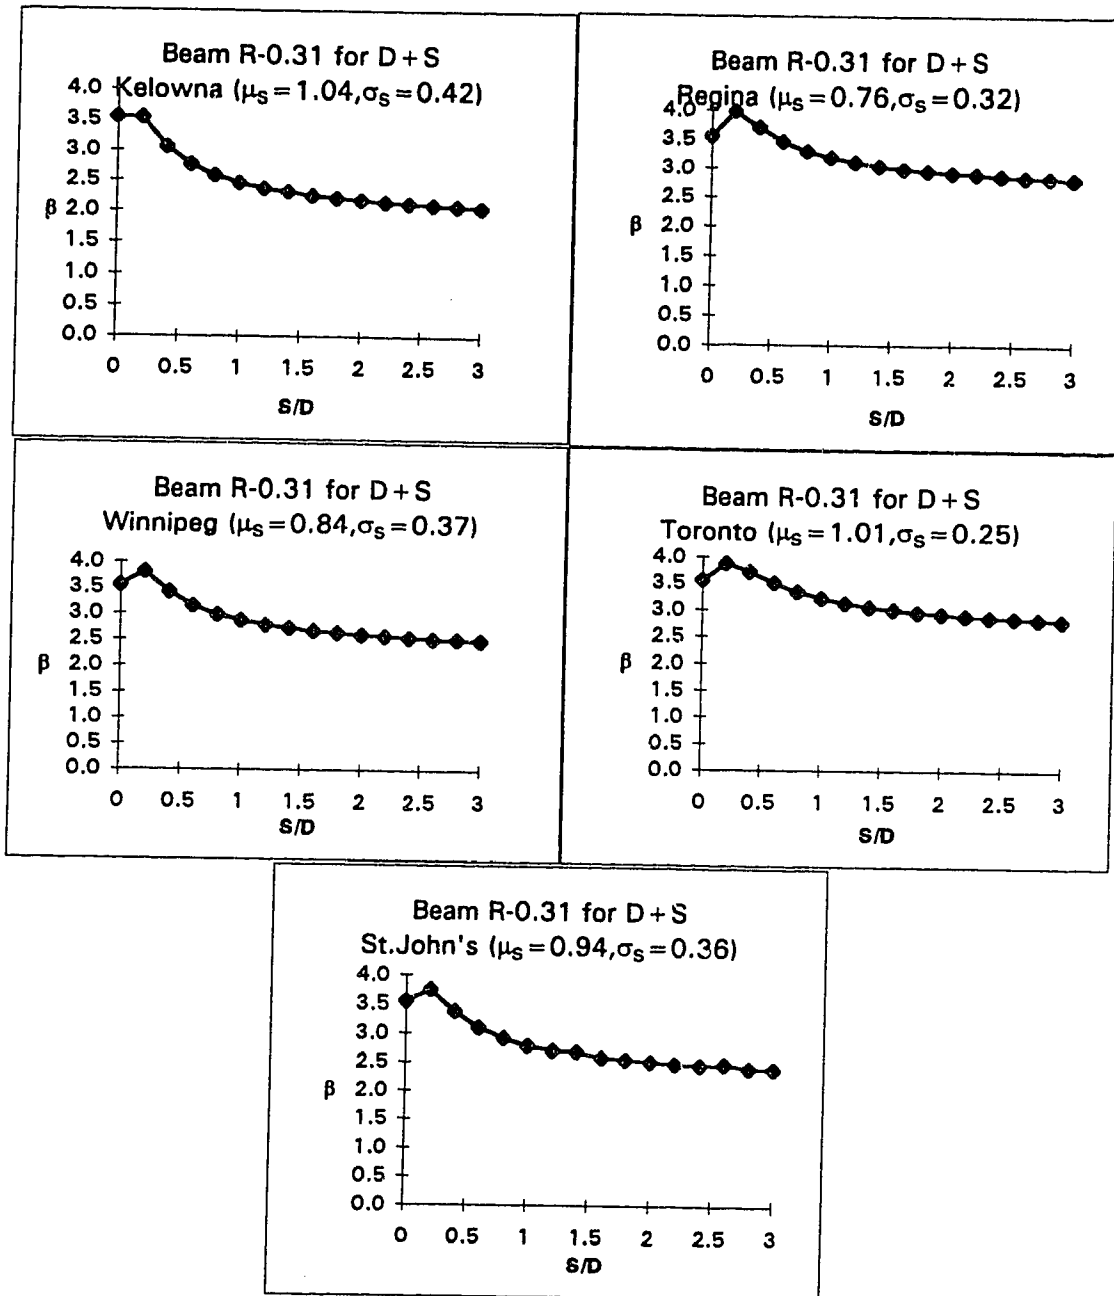 Beam R-0.31 for D+S
Kelowna (μS=1.04,σS=0.42)
4.0
3.5
3.0
2.5
β 2.0
1.5
1.0
0.5
0.0
0 0.5 1 1.5 2 2.5 3
S/D
Beam R-0.31 for D+S
Regina (μS=0.76,σS=0.32)
4.0
3.5
3.0
2.5
β 2.0
1.5
1.0
0.5
0.0
0 0.5 1 1.5 2 2.5 3
S/D
Beam R-0.31 for D+S
Winnipeg (μS=0.84,σS=0.37)
4.0
3.5
3.0
2.5
β 2.0
1.5
1.0
0.5
0.0
0 0.5 1 1.5 2 2.5 3
S/D
Beam R-0.31 for D+S
Toronto (μS=1.01,σS=0.25)
4.0
3.5
3.0
2.5
β 2.0
1.5
1.0
0.5
0.0
0 0.5 1 1.5 2 2.5 3
S/D
Beam R-0.31 for D+S
St.John's (μS=0.94,σS=0.36)
4.0
3.5
3.0
2.5
β 2.0
1.5
1.0
0.5
0.0
0 0.5 1 1.5 2 2.5 3
S/D